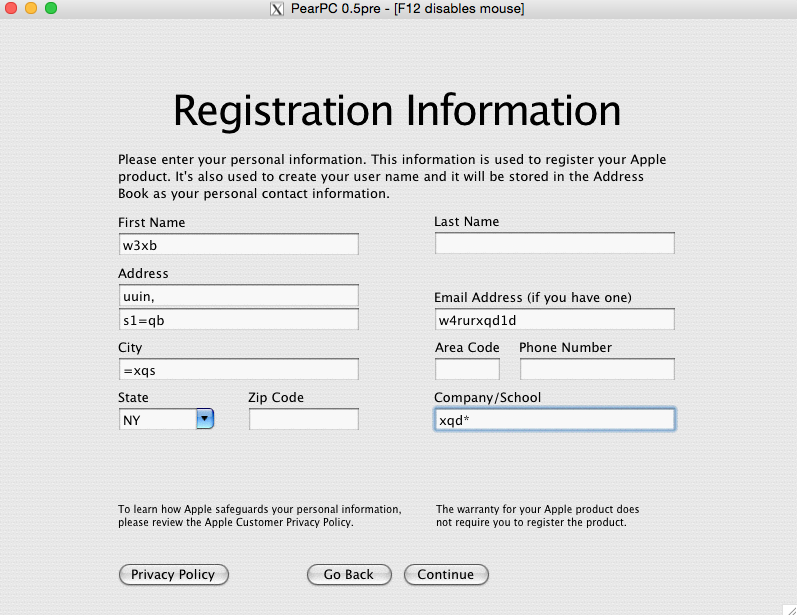 PearPC 0.5pre - [F12 disables mouse]
Registration Information
Please enter your personal information. This information is used to register your Apple
product. It's also used to create your user name and it will be stored in the Address
Book as your personal contact information.
First Name
Last Name
w3xb
Address
uuin,
Email Address (if you have one)
s1=qb
w4rurxqd1d
City
Area Code
Phone Number
=xqs
State
Zip Code
Company/School
NY
xqd*
To learn how Apple safeguards your personal information,
please review the Apple Customer Privacy Policy.
The warranty for your Apple product does
not require you to register the product.
Privacy Policy
Go Back
Continue